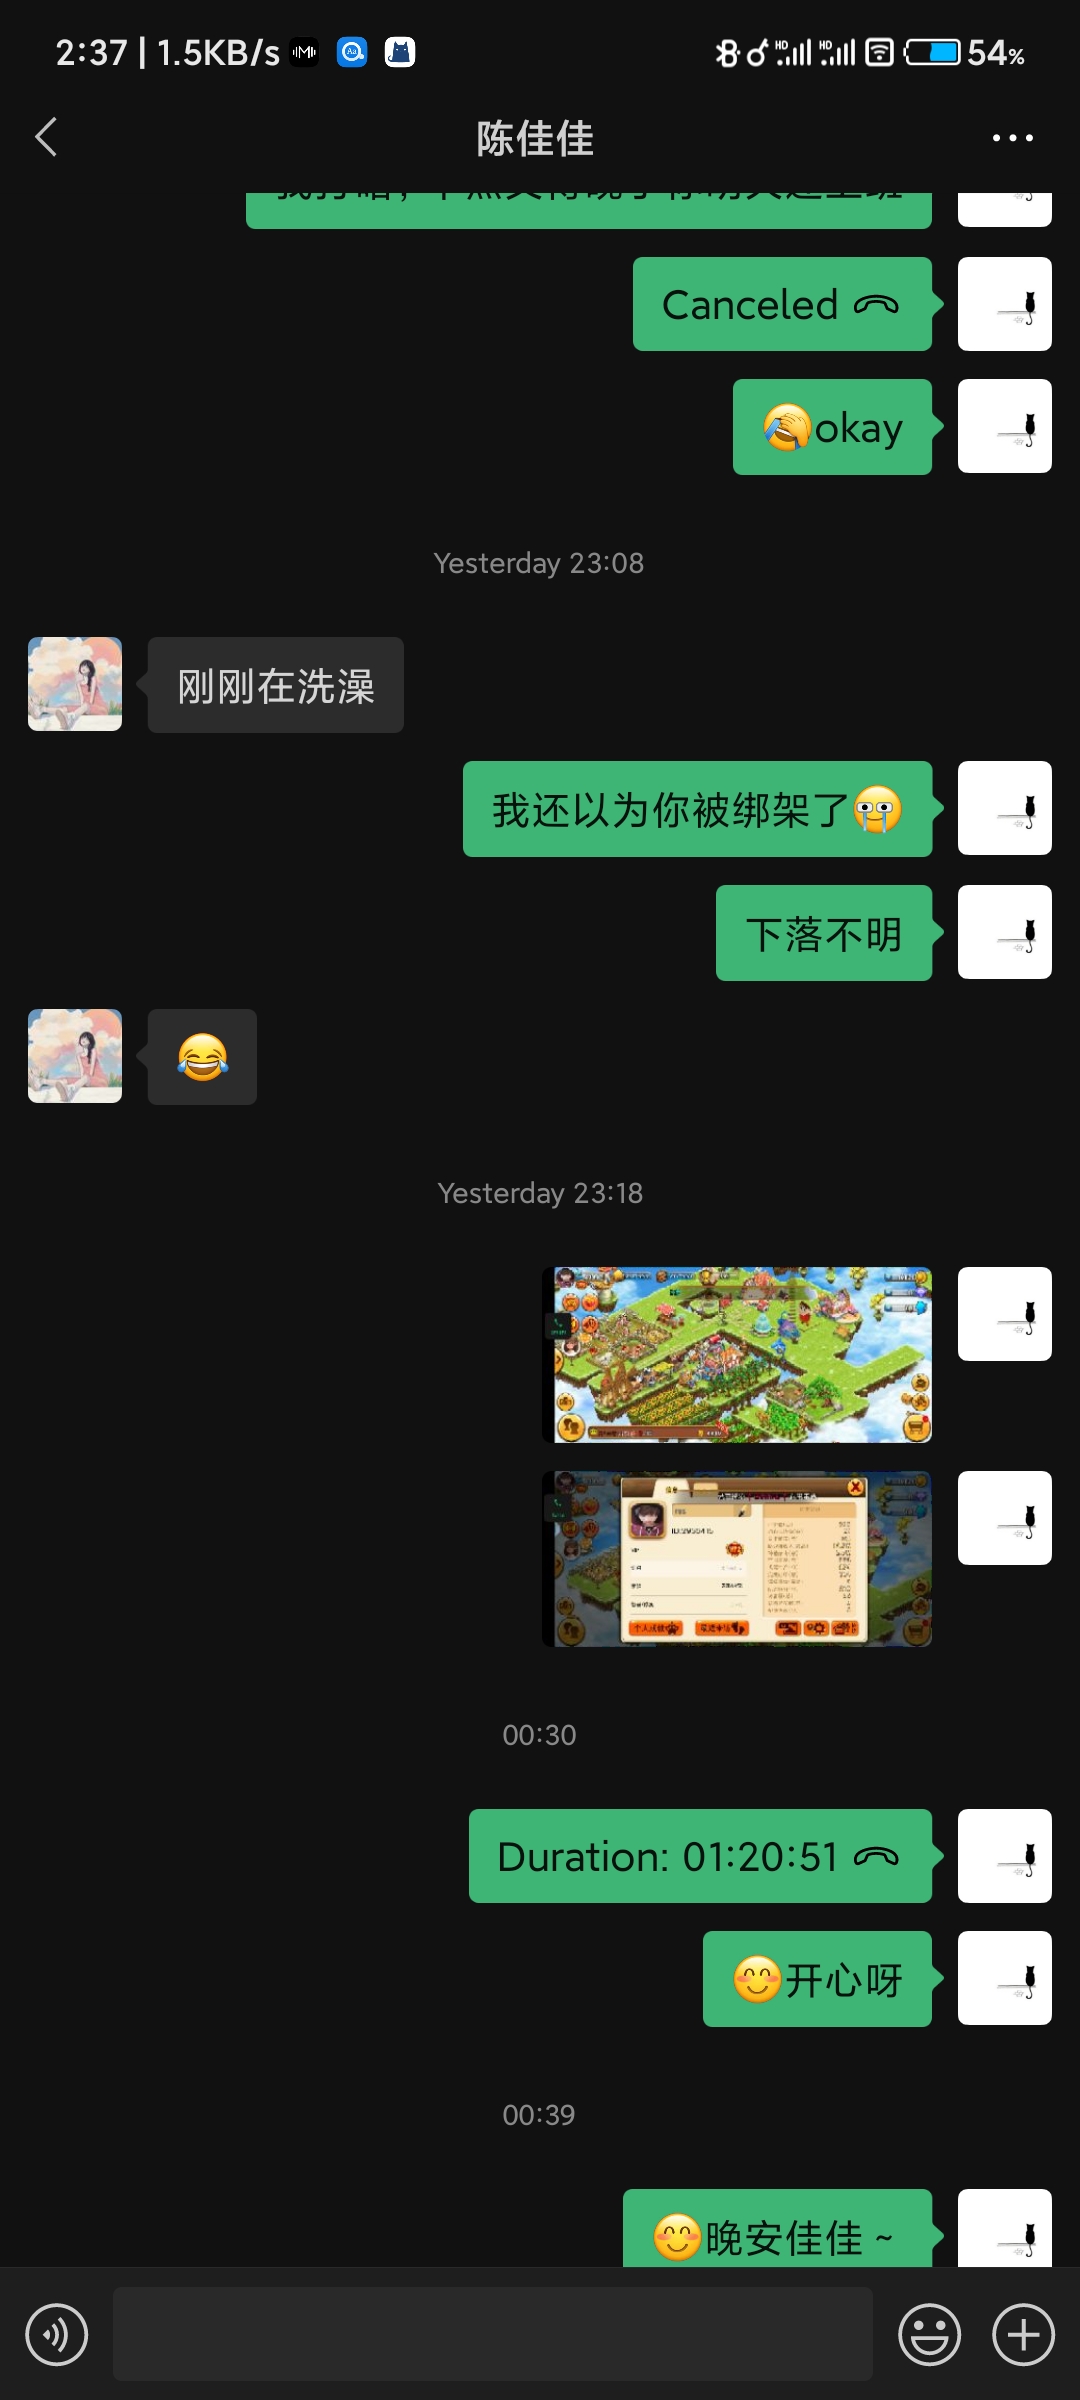 2:37 | 1.5KB/s
54%
陈佳佳
Canceled
🤣okay
Yesterday 23:08
刚刚在洗澡
我还以为你被绑架了😭
下落不明
😂
Yesterday 23:18
00:30
Duration: 01:20:51
😊开心呀
00:39
😊晚安佳佳 ~